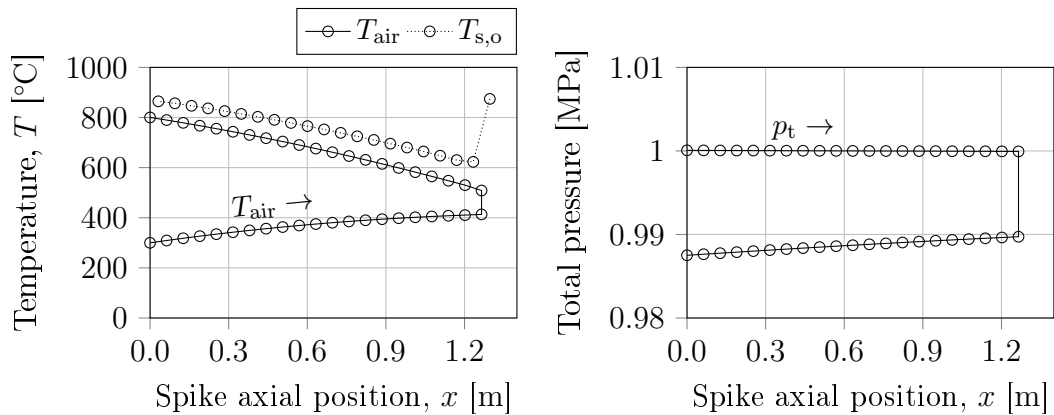 T_air T_s,o
Temperature, T [°C]
1000
800
600
400
200
0
T_air →
0.0 0.3 0.6 0.9 1.2
Spike axial position, x [m]
Total pressure [MPa]
1.01
1
0.99
0.98
p_t →
0.0 0.3 0.6 0.9 1.2
Spike axial position, x [m]